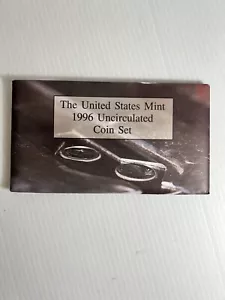 The United States Mint
1996 Uncirculated
Coin Set